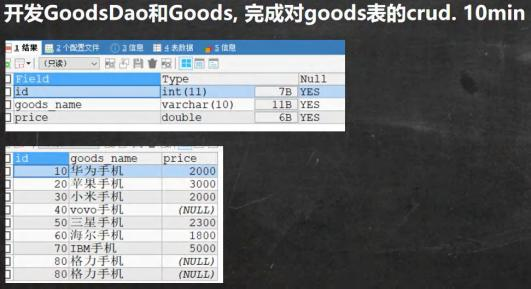 开发GoodsDao和Goods, 完成对goods表的crud. 10min
1 结果 2 个配置文件 1 信息 4 表数据 5 信息
(只读)
Field Type Null
id int(11) 7B YES
goods_name varchar(10) 11B YES
price double 6B YES
id goods_name price
10 华为手机 2000
20 苹果手机 3000
30 小米手机 2000
40 vovo手机 (NULL)
50 三星手机 2300
60 海尔手机 1800
70 IBM手机 5000
80 格力手机 (NULL)
80 格力手机 (NULL)